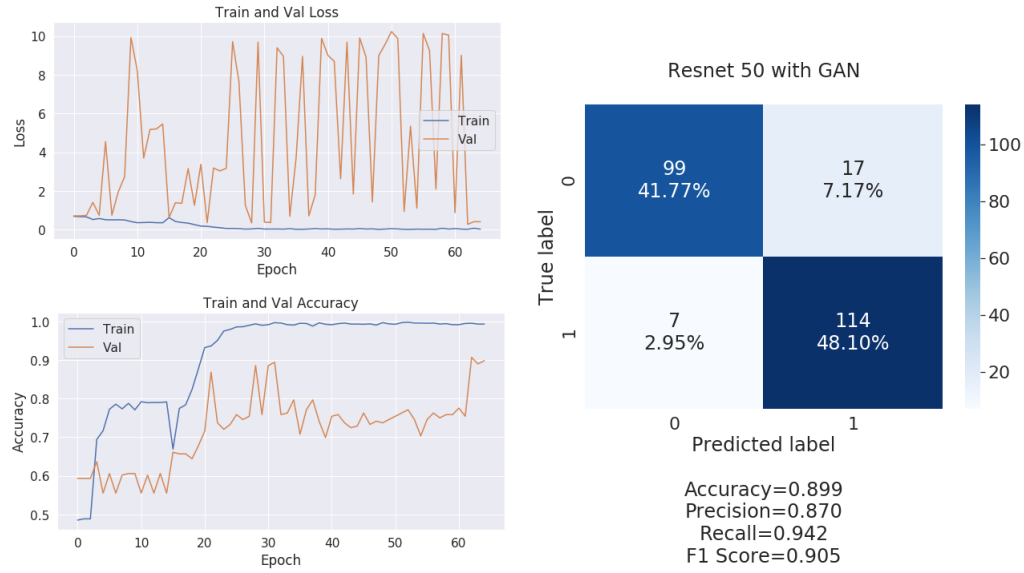 Train and Val Loss
10
8
6
4
2
0
Loss
Train
Val
0
10
20
30
40
50
60
Epoch
Train and Val Accuracy
1.0
0.9
0.8
0.7
0.6
0.5
Accuracy
Train
Val
0
10
20
30
40
50
60
Epoch
Resnet 50 with GAN
True label
0
1
99
41.77%
17
7.17%
7
2.95%
114
48.10%
0
1
Predicted label
100
80
60
40
20
Accuracy=0.899
Precision=0.870
Recall=0.942
F1 Score=0.905